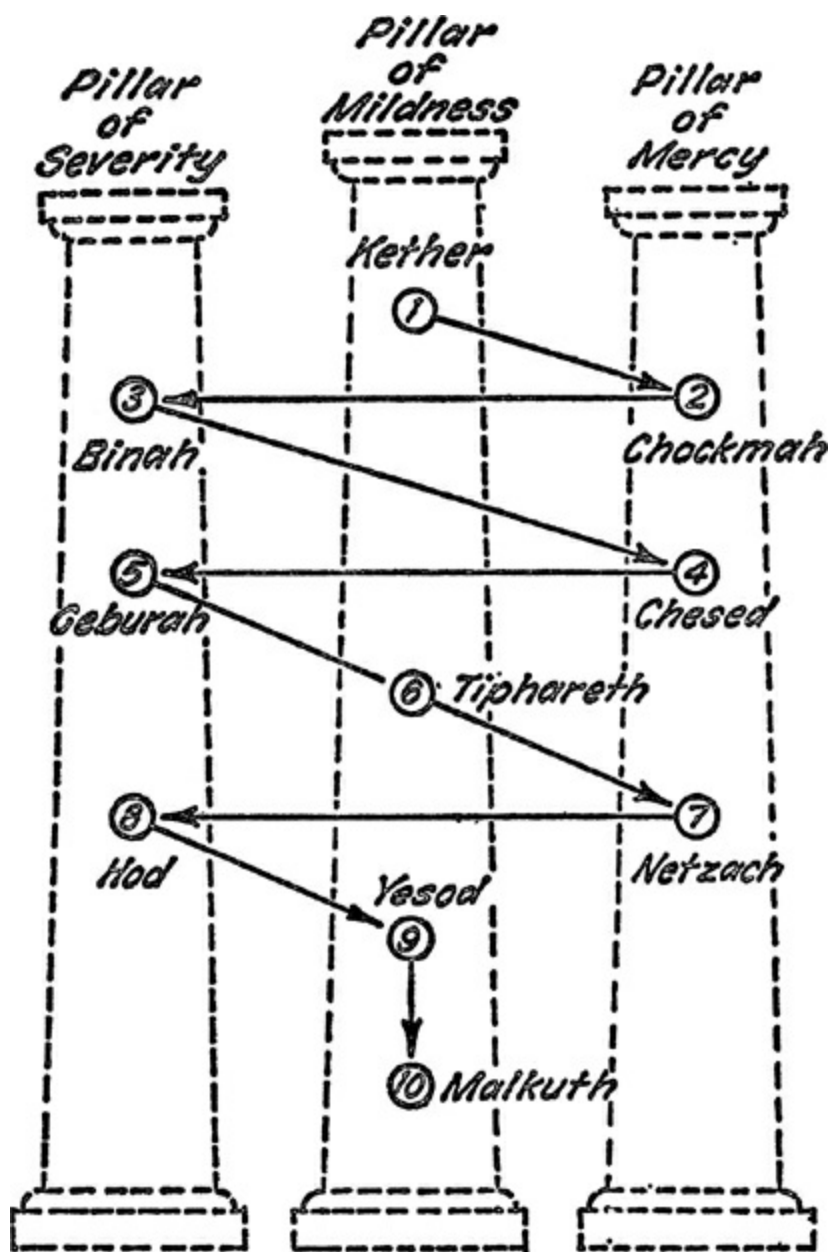 Pillar
of
Severity
Pillar
of
Mildness
Pillar
of
Mercy
Kether
1
3
2
Binah
Chockmah
5
4
Geburah
Chesed
6 Tiphareth
8
7
Hod
Netzach
Yesod
9
10 Malkuth